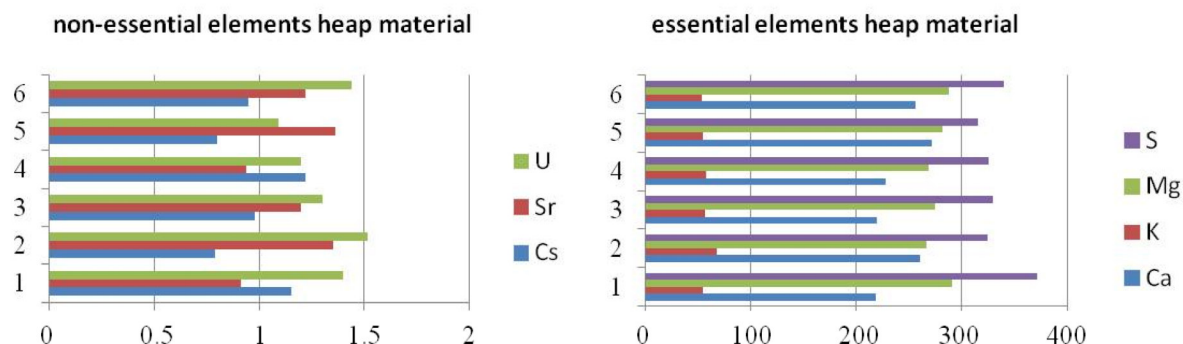 non-essential elements heap material
6
5
4
3
2
1
0 0.5 1 1.5 2
U
Sr
Cs
essential elements heap material
6
5
4
3
2
1
0 100 200 300 400
S
Mg
K
Ca